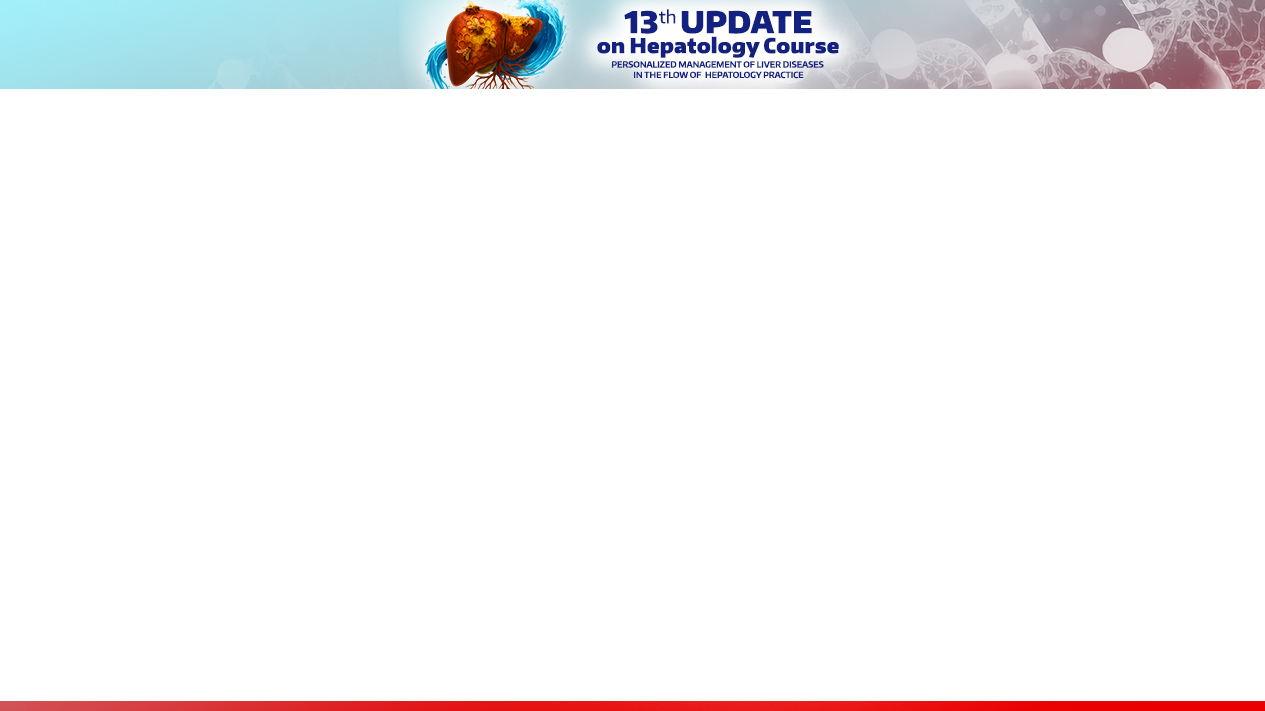 13th UPDATE
on Hepatology Course
PERSONALIZED MANAGEMENT OF LIVER DISEASES
IN THE FLOW OF HEPATOLOGY PRACTICE